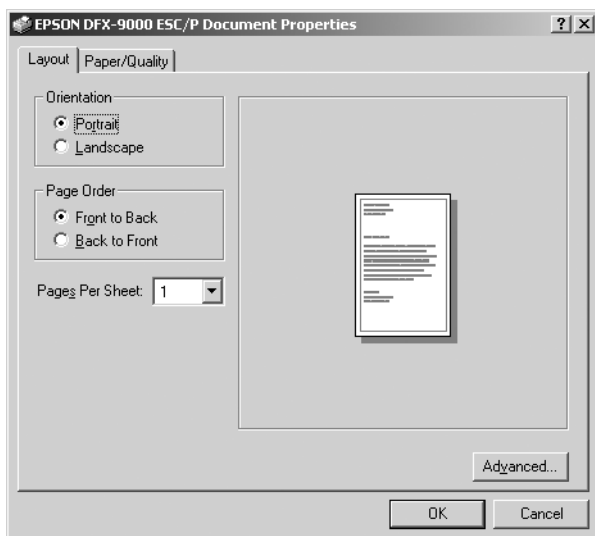 EPSON DFX-9000 ESC/P Document Properties
Layout
Paper/Quality
Orientation
Portrait
Landscape
Page Order
Front to Back
Back to Front
Pages Per Sheet: 1
Advanced...
OK
Cancel